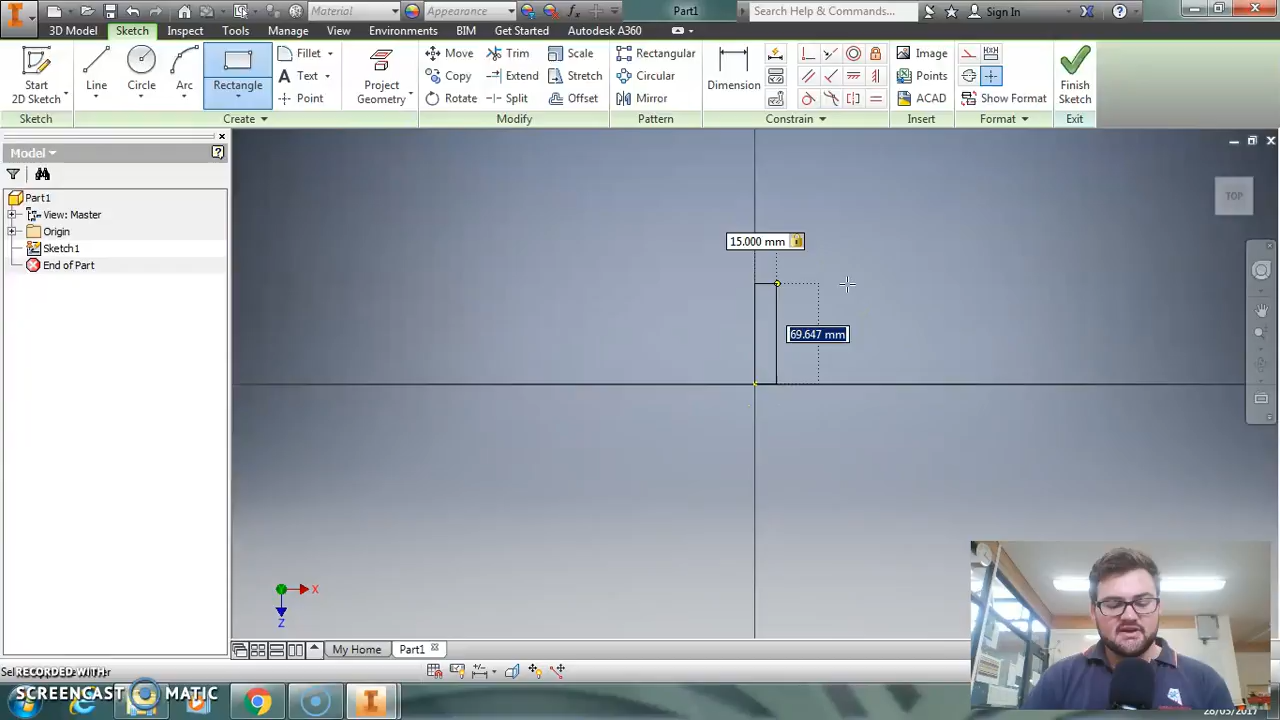 Material
Appearance
Part1
Search Help & Commands...
Sign In
3D Model Sketch Inspect Tools Manage View Environments BIM Get Started Autodesk A360
Start
2D Sketch
Line
Circle
Arc
Rectangle
Fillet
Text
Point
Project
Geometry
Move
Copy
Rotate
Trim
Extend
Split
Scale
Stretch
Offset
Rectangular
Circular
Mirror
Dimension
Image
Points
ACAD
Show Format
Finish
Sketch
Sketch Create Modify Pattern Constrain Insert Format Exit
Model
Part1
View: Master
Origin
Sketch1
End of Part
15.000 mm
69.647 mm
TOP
X
Z
My Home
Part1
RECORDED WITH
SCREENCAST MATIC
28/03/2017